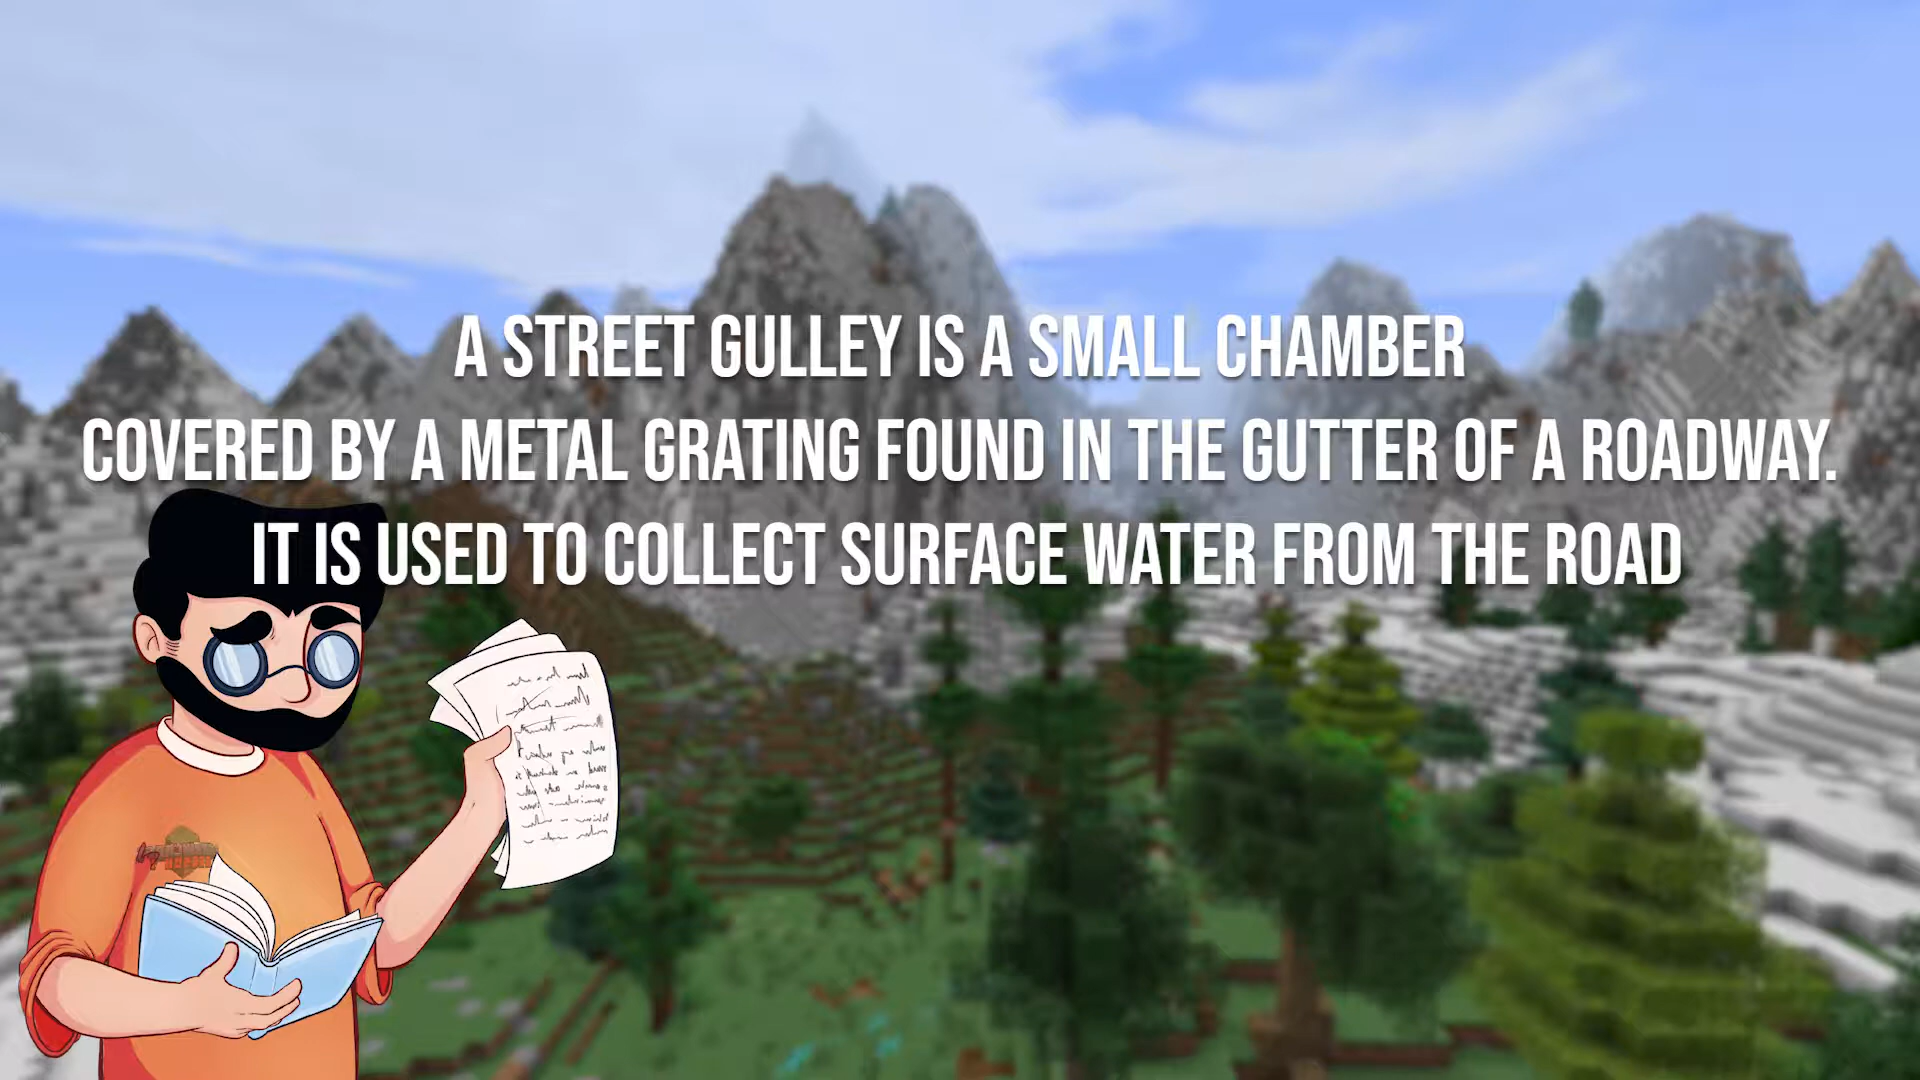 A STREET GULLEY IS A SMALL CHAMBER
COVERED BY A METAL GRATING FOUND IN THE GUTTER OF A ROADWAY.
IT IS USED TO COLLECT SURFACE WATER FROM THE ROAD